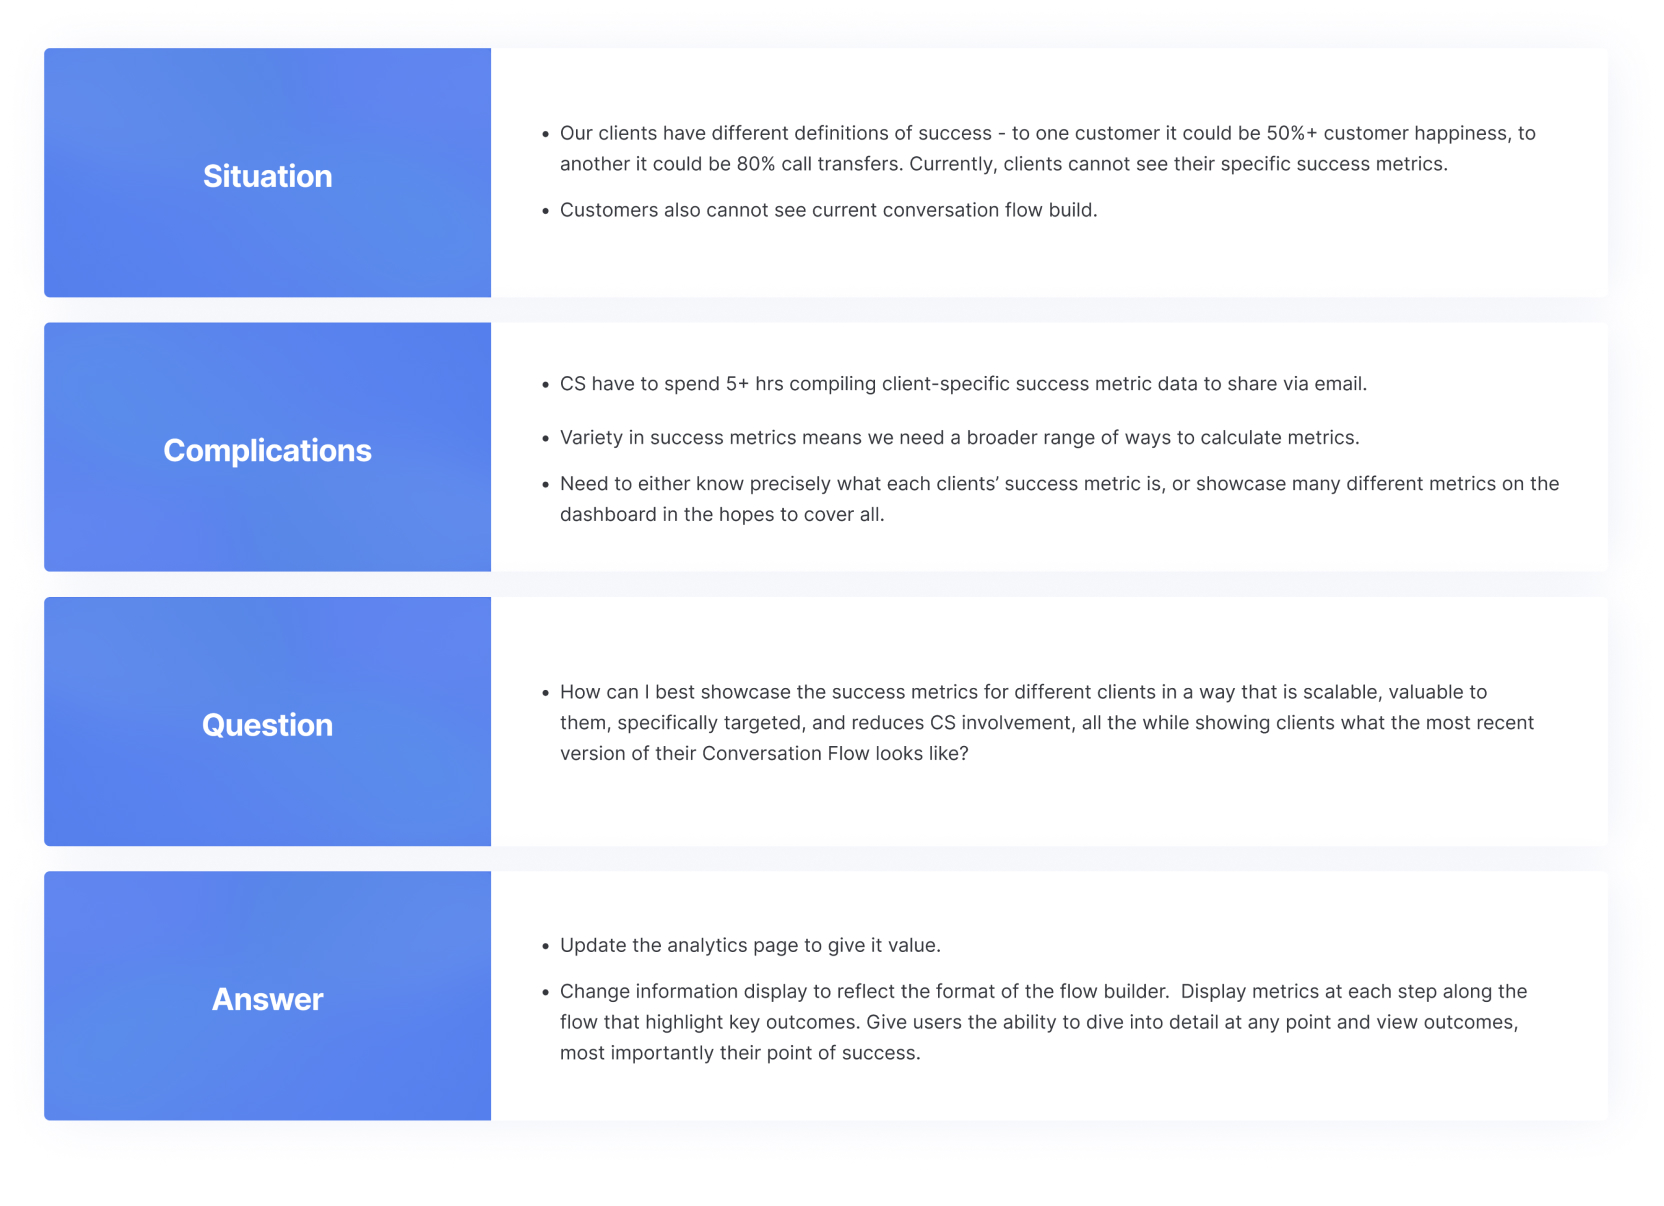 Situation
• Our clients have different definitions of success - to one customer it could be 50%+ customer happiness, to
another it could be 80% call transfers. Currently, clients cannot see their specific success metrics.
• Customers also cannot see current conversation flow build.
Complications
• CS have to spend 5+ hrs compiling client-specific success metric data to share via email.
• Variety in success metrics means we need a broader range of ways to calculate metrics.
• Need to either know precisely what each clients’ success metric is, or showcase many different metrics on the
dashboard in the hopes to cover all.
Question
• How can I best showcase the success metrics for different clients in a way that is scalable, valuable to
them, specifically targeted, and reduces CS involvement, all the while showing clients what the most recent
version of their Conversation Flow looks like?
Answer
• Update the analytics page to give it value.
• Change information display to reflect the format of the flow builder.  Display metrics at each step along the
flow that highlight key outcomes. Give users the ability to dive into detail at any point and view outcomes,
most importantly their point of success.